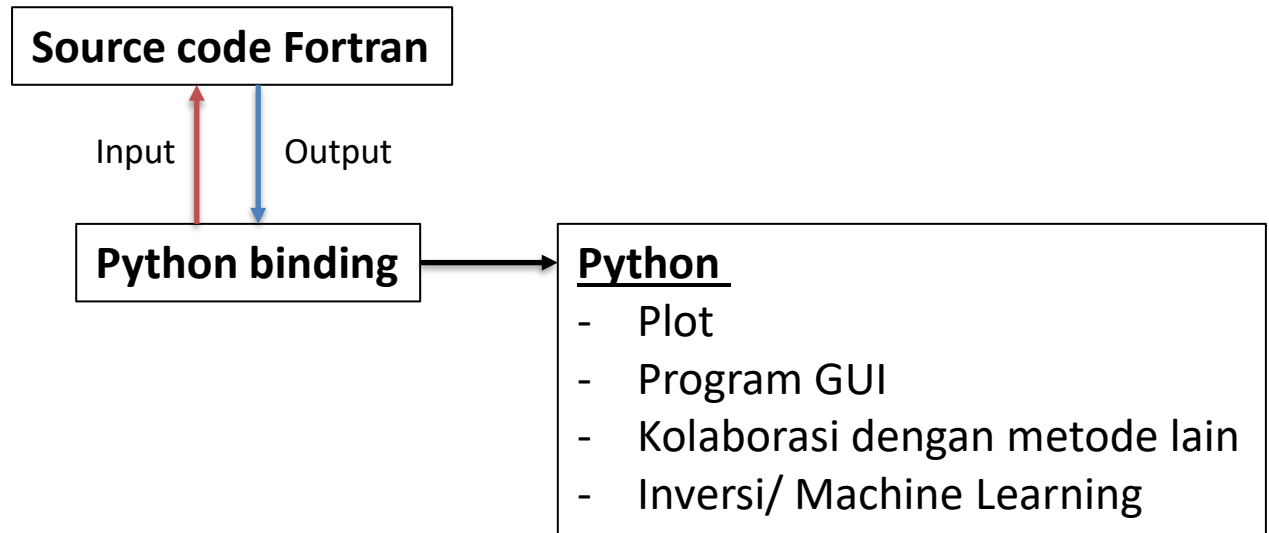 Source code Fortran
Input
Output
Python binding
Python
- Plot
- Program GUI
- Kolaborasi dengan metode lain
- Inversi/ Machine Learning